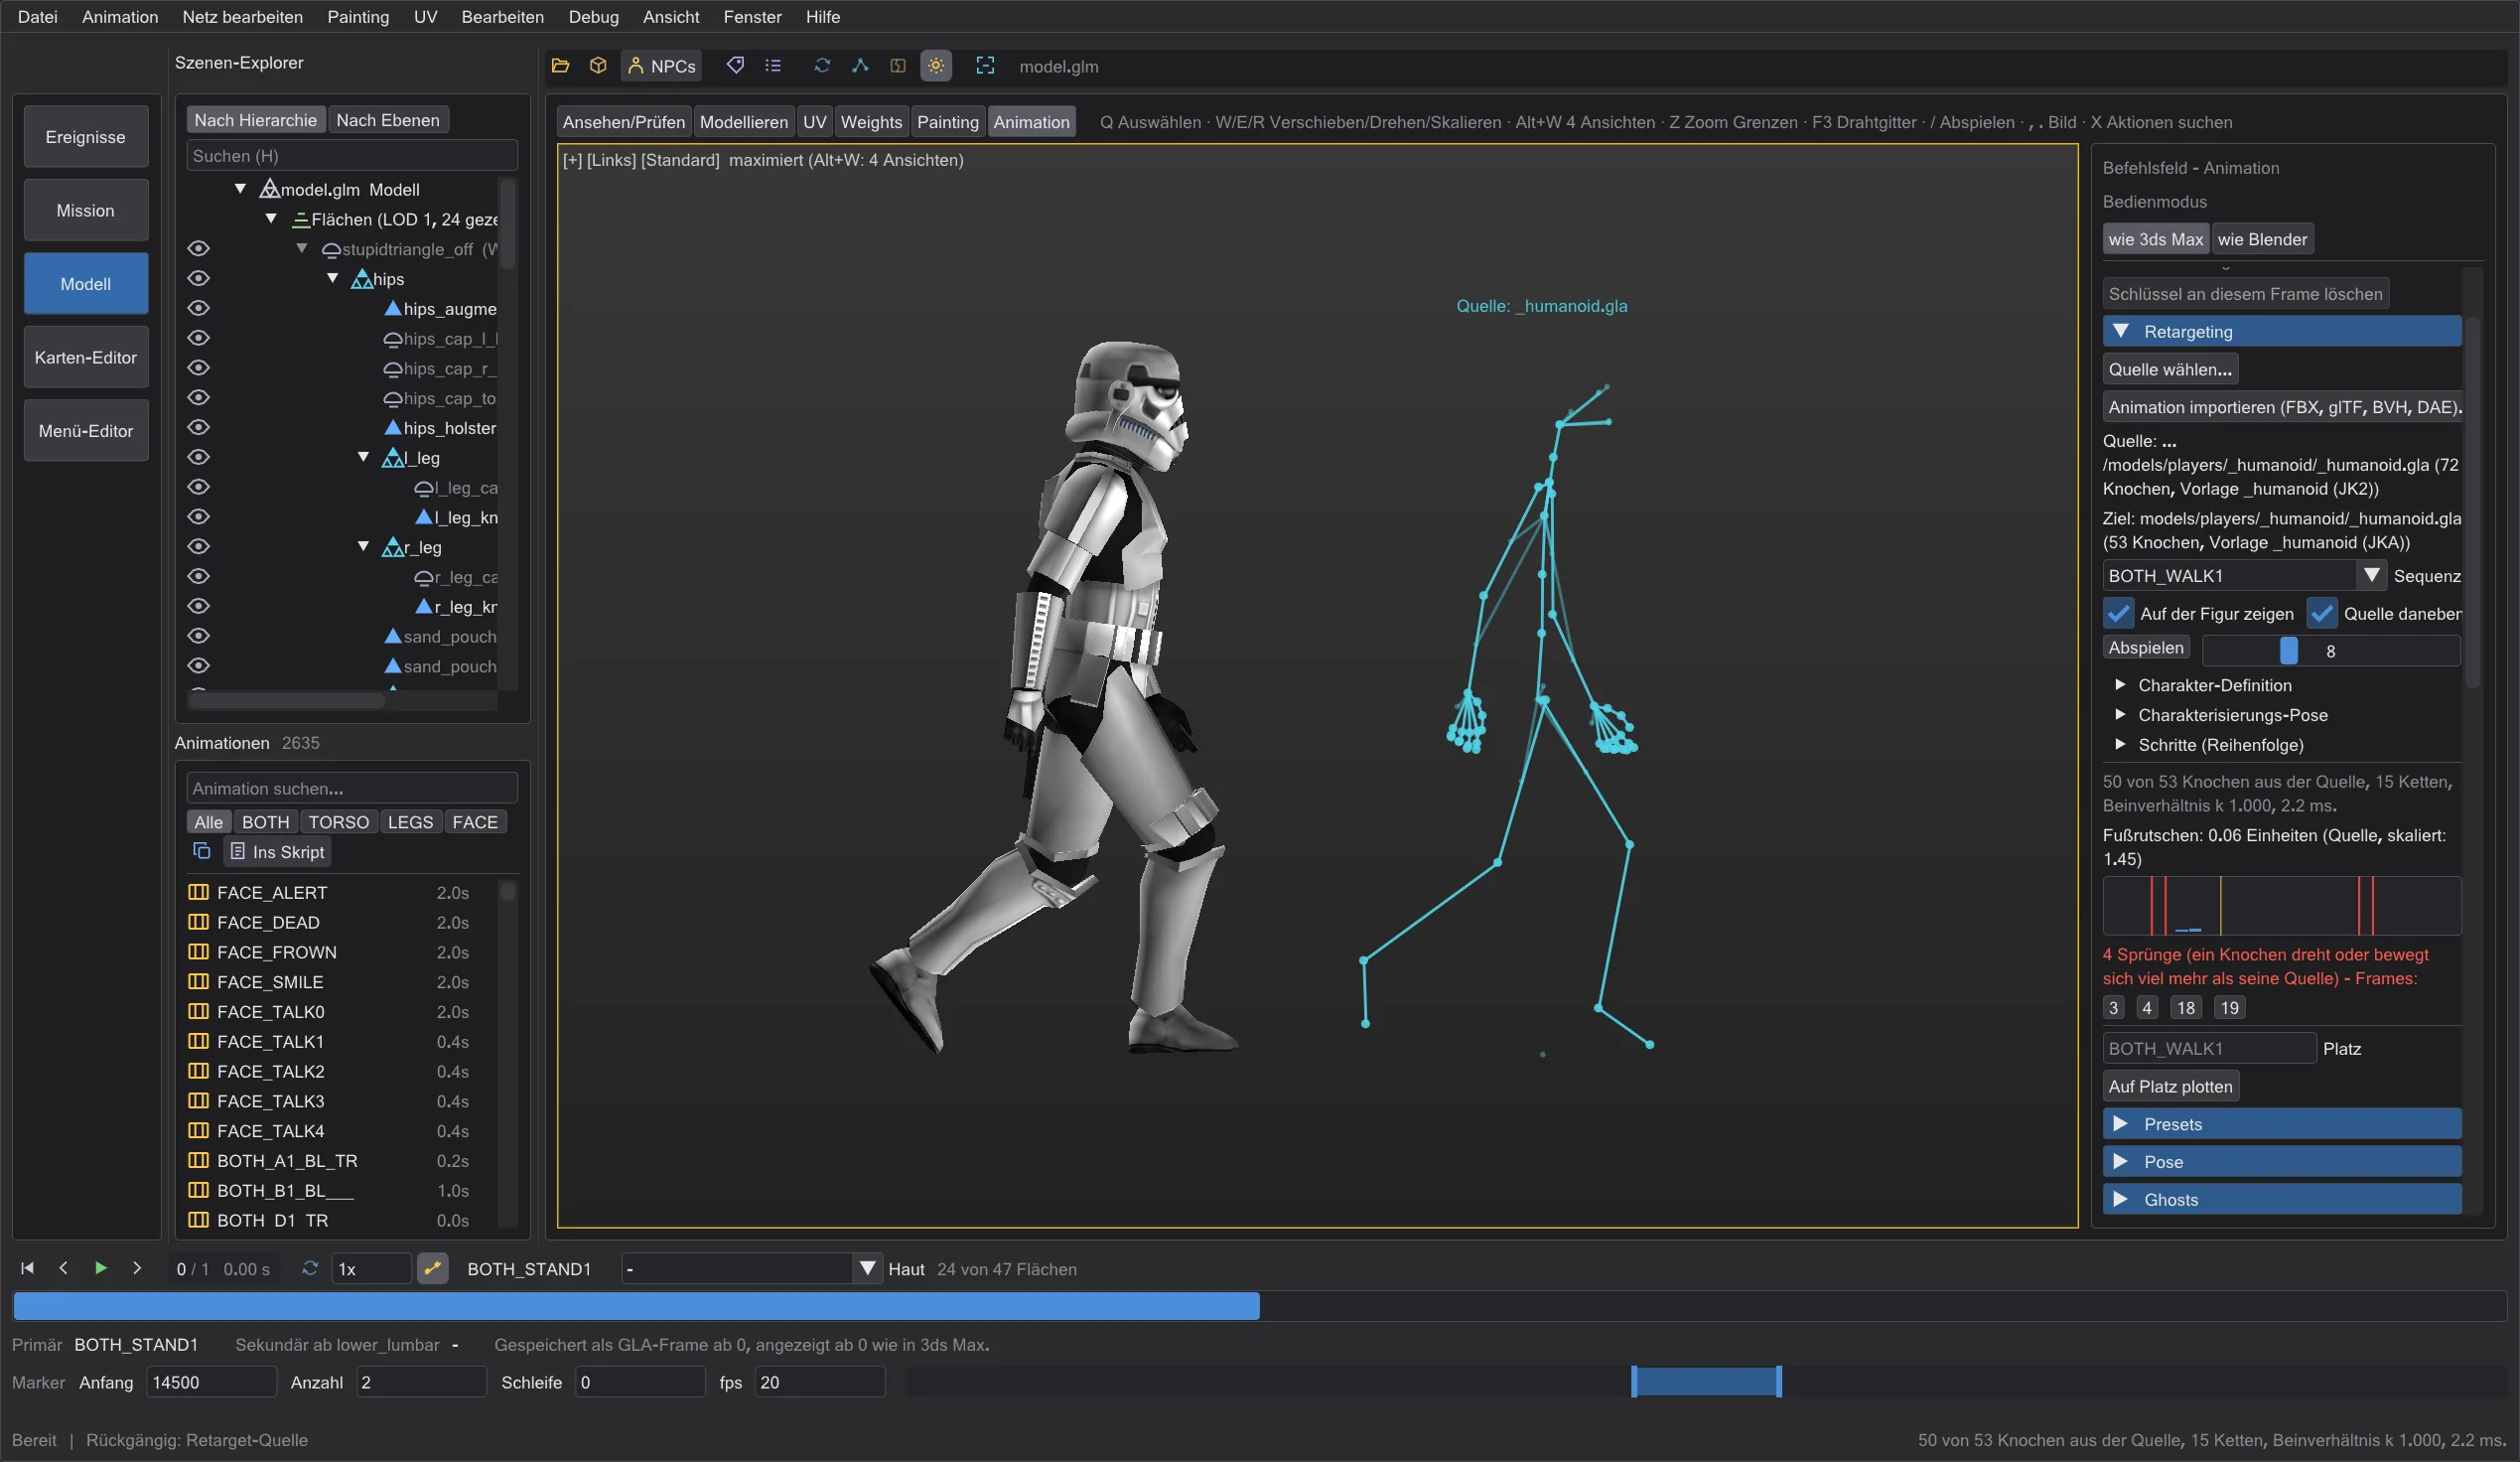 Datei Animation Netz bearbeiten Painting UV Bearbeiten Debug Ansicht Fenster Hilfe
Szenen-Explorer
NPCs
model.glm
Ereignisse
Mission
Modell
Karten-Editor
Menü-Editor
Nach Hierarchie Nach Ebenen
Suchen (H)
model.glm Modell
Flächen (LOD 1, 24 geze
stupidtriangle_off (V
hips
hips_augme
hips_cap_l_l
hips_cap_r_
hips_cap_to
hips_holster
l_leg
l_leg_ca
l_leg_kn
r_leg
r_leg_ca
r_leg_kn
sand_pouch
sand_pouch
Animationen 2635
Animation suchen...
Alle BOTH TORSO LEGS FACE
Ins Skript
FACE_ALERT 2.0s
FACE_DEAD 2.0s
FACE_FROWN 2.0s
FACE_SMILE 2.0s
FACE_TALK0 2.0s
FACE_TALK1 0.4s
FACE_TALK2 0.4s
FACE_TALK3 0.4s
FACE_TALK4 0.4s
BOTH_A1_BL_TR 0.2s
BOTH_B1_BL___ 1.0s
BOTH_D1_TR 0.0s
Ansehen/Prüfen Modellieren UV Weights Painting Animation
Q Auswählen · W/E/R Verschieben/Drehen/Skalieren · Alt+W 4 Ansichten · Z Zoom Grenzen · F3 Drahtgitter · / Abspielen · , . Bild · X Aktionen suchen
[+] [Links] [Standard] maximiert (Alt+W: 4 Ansichten)
Quelle: _humanoid.gla
Befehlsfeld - Animation
Bedienmodus
wie 3ds Max wie Blender
Schlüssel an diesem Frame löschen
Retargeting
Quelle wählen...
Animation importieren (FBX, glTF, BVH, DAE).
Quelle: ...
/models/players/_humanoid/_humanoid.gla (72
Knochen, Vorlage _humanoid (JK2))
Ziel: models/players/_humanoid/_humanoid.gla
(53 Knochen, Vorlage _humanoid (JKA))
BOTH_WALK1 Sequenz
Auf der Figur zeigen Quelle daneben
Abspielen 8
Charakter-Definition
Charakterisierungs-Pose
Schritte (Reihenfolge)
50 von 53 Knochen aus der Quelle, 15 Ketten,
Beinverhältnis k 1.000, 2.2 ms.
Fußrutschen: 0.06 Einheiten (Quelle, skaliert:
1.45)
4 Sprünge (ein Knochen dreht oder bewegt
sich viel mehr als seine Quelle) - Frames:
3 4 18 19
BOTH_WALK1 Platz
Auf Platz plotten
Presets
Pose
Ghosts
0 / 1 0.00 s 1x BOTH_STAND1 - Haut 24 von 47 Flächen
Primär BOTH_STAND1 Sekundär ab lower_lumbar - Gespeichert als GLA-Frame ab 0, angezeigt ab 0 wie in 3ds Max.
Marker Anfang 14500 Anzahl 2 Schleife 0 fps 20
Bereit | Rückgängig: Retarget-Quelle
50 von 53 Knochen aus der Quelle, 15 Ketten, Beinverhältnis k 1.000, 2.2 ms.